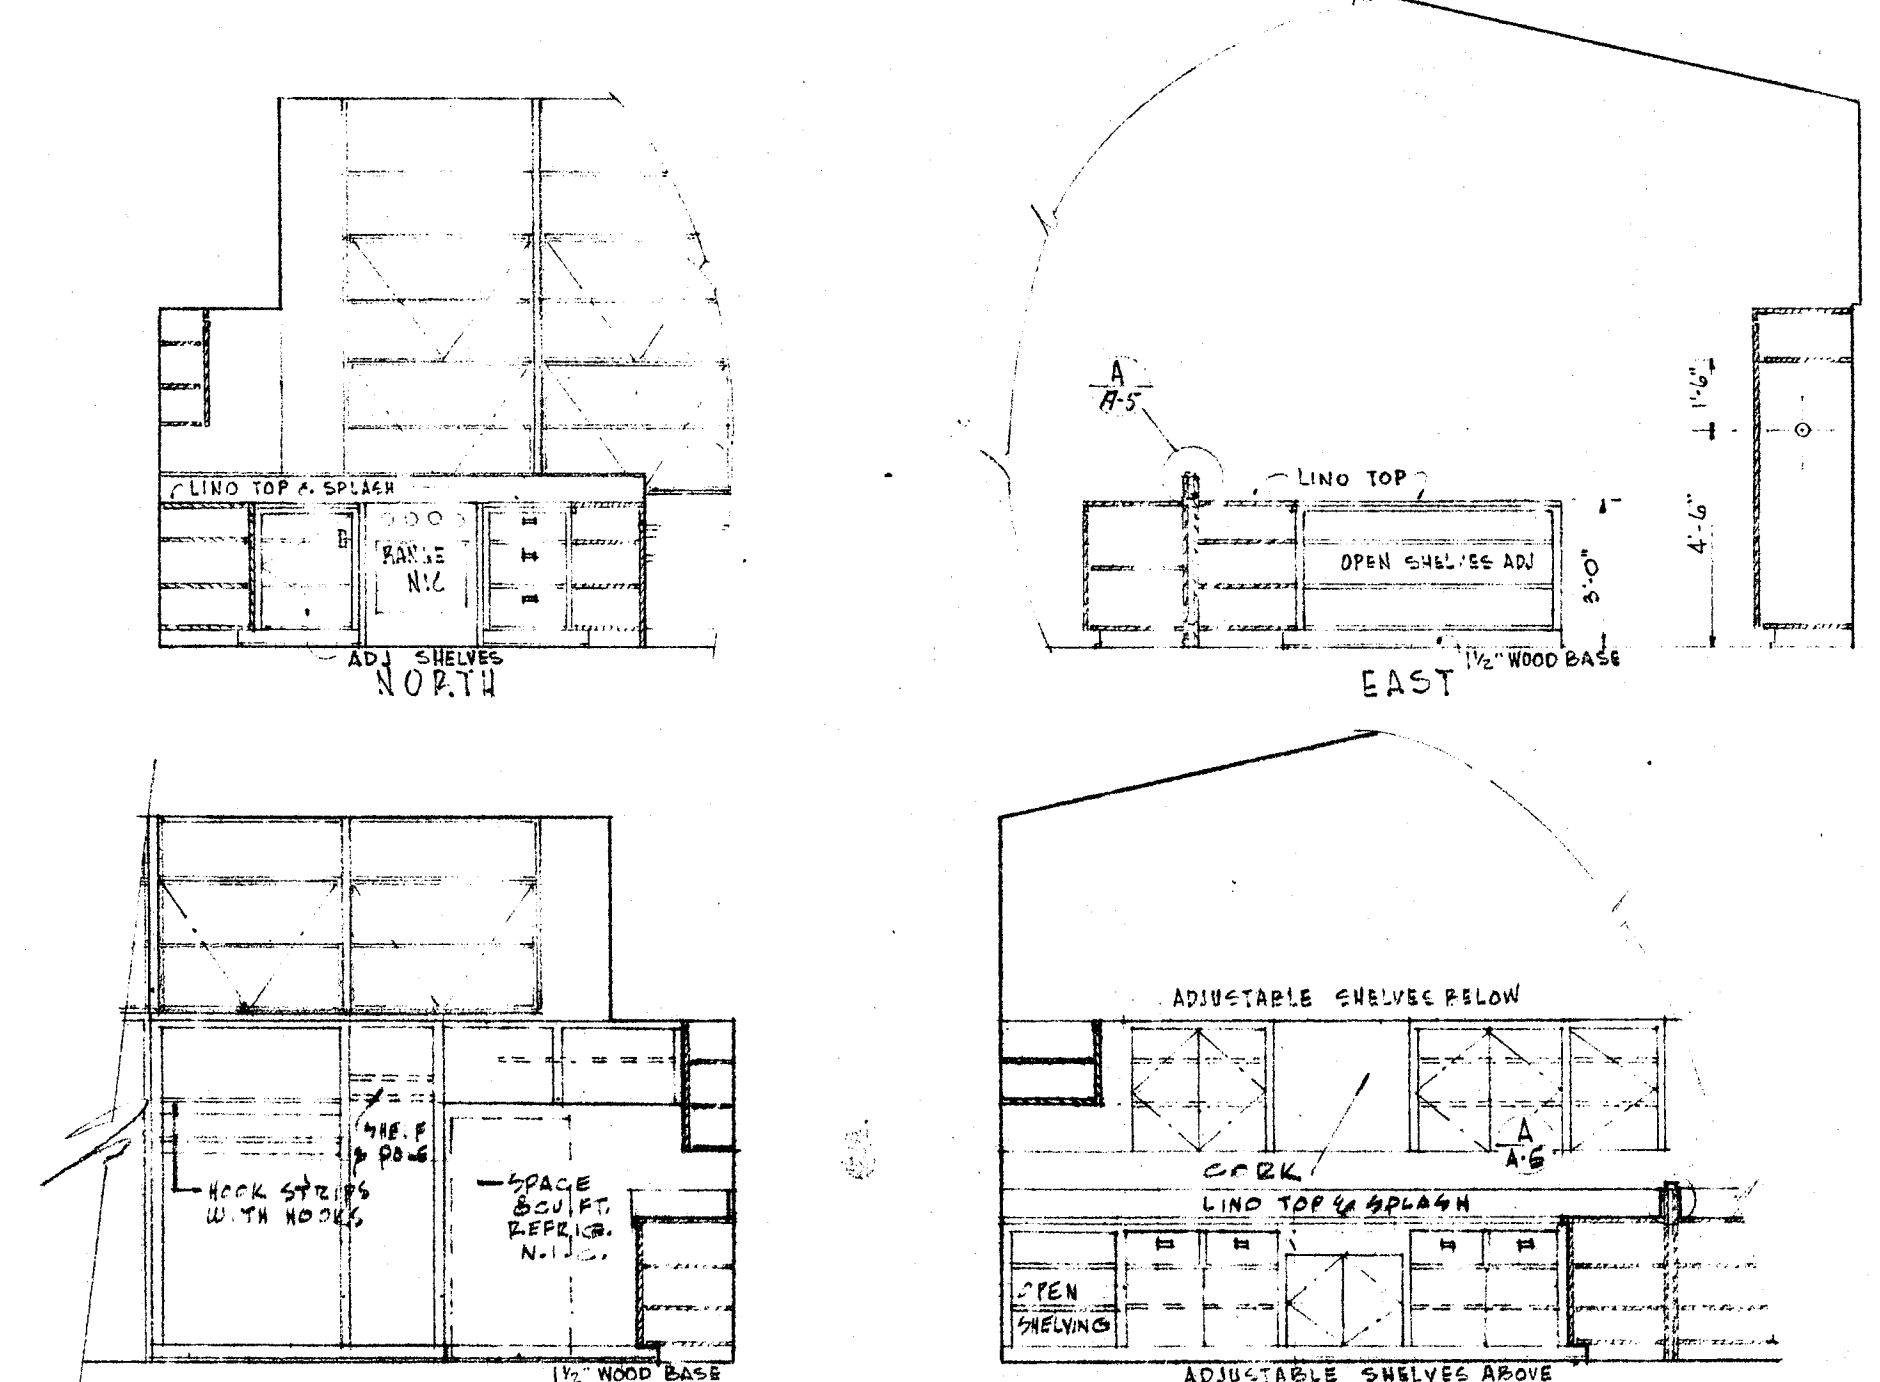 LINO TOP & SPLASH
RANGE
N.I.C
ADJ SHELVES
NORTH
A
A-5
LINO TOP
OPEN SHELVES ADJ
1'-6"
4'-6"
3'-0"
1½" WOOD BASE
EAST
SHELF
& POLE
HOOK STRIPS
WITH HOOKS
SPACE
8 CU FT.
REFRIG.
N.I.C.
1½" WOOD BASE
ADJUSTABLE SHELVES BELOW
A
A-6
CORK
LINO TOP & SPLASH
OPEN
SHELVING
ADJUSTABLE SHELVES ABOVE